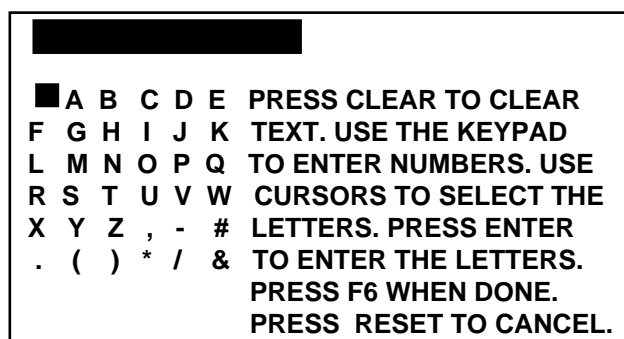 A B C D E PRESS CLEAR TO CLEAR
F G H I J K TEXT. USE THE KEYPAD
L M N O P Q TO ENTER NUMBERS. USE
R S T U V W CURSORS TO SELECT THE
X Y Z , - # LETTERS. PRESS ENTER
. ( ) * / & TO ENTER THE LETTERS.
PRESS F6 WHEN DONE.
PRESS RESET TO CANCEL.